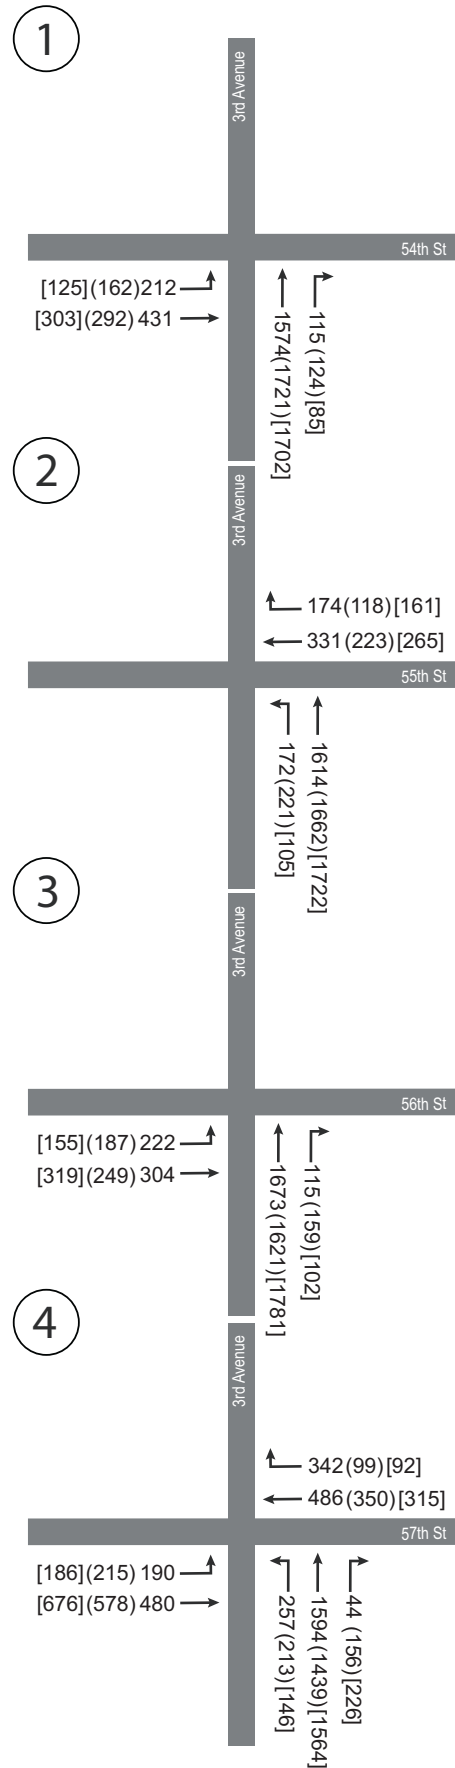 1
3rd Avenue
54th St
[125](162)212
[303](292) 431
1574(1721)[1702]
115 (124)[85]
2
3rd Avenue
174(118)[161]
331(223)[265]
55th St
172(221)[105]
1614(1662)[1722]
3
3rd Avenue
56th St
[155](187) 222
[319](249) 304
1673(1621)[1781]
115(159)[102]
4
3rd Avenue
342(99)[92]
486(350)[315]
57th St
[186](215) 190
[676](578) 480
257(213)[146]
1594(1439)[1564]
44 (156)[226]